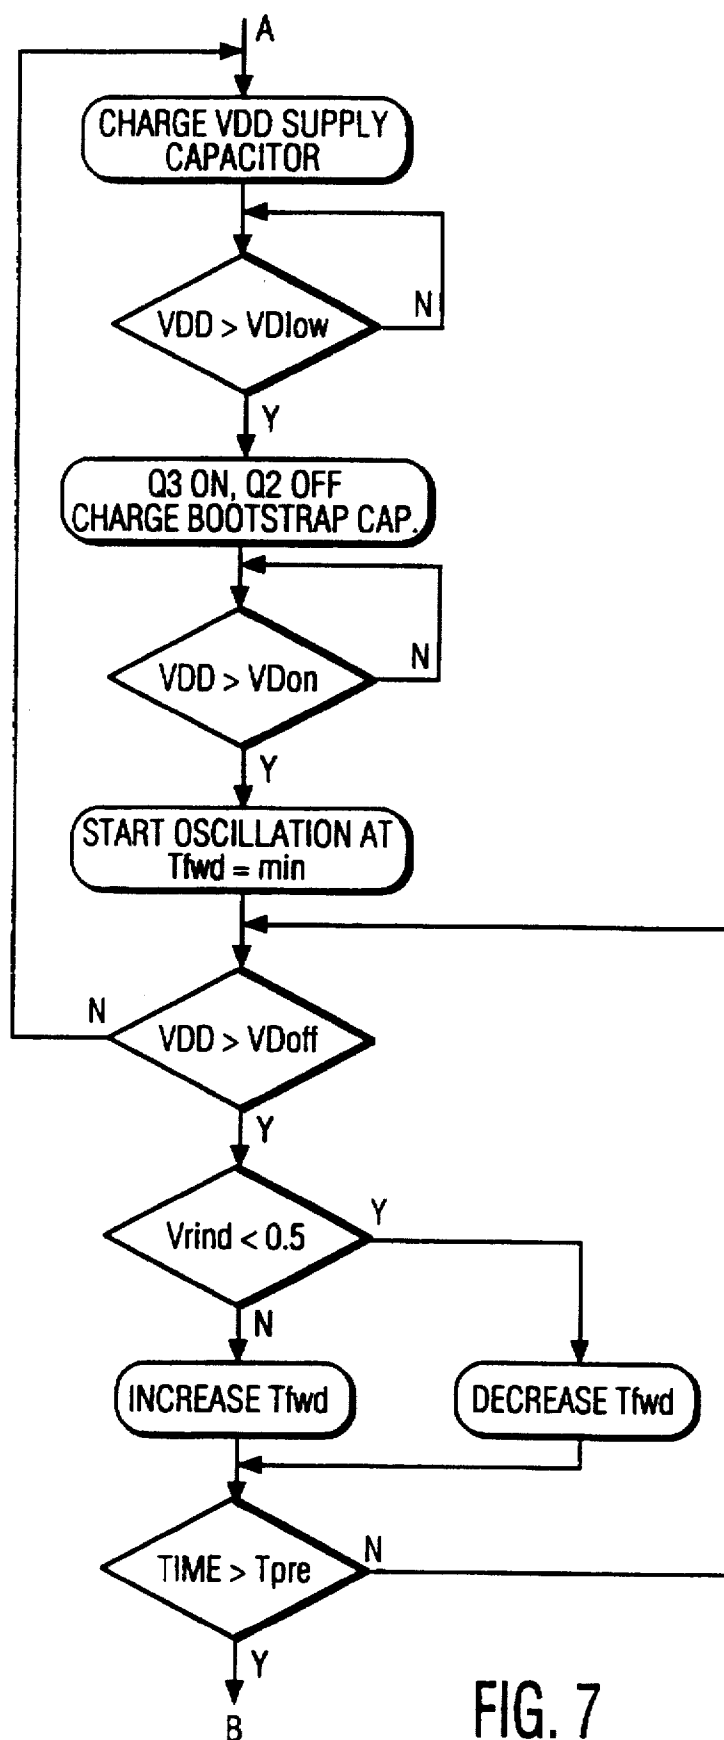 A
CHARGE VDD SUPPLY
CAPACITOR
N
VDD > VDlow
Y
Q3 ON, Q2 OFF
CHARGE BOOTSTRAP CAP.
N
VDD > VDon
Y
START OSCILLATION AT
Tfwd = min
N
VDD > VDoff
Y
Vrind < 0.5
Y
N
INCREASE Tfwd
DECREASE Tfwd
TIME > Tpre
N
Y
B
FIG. 7